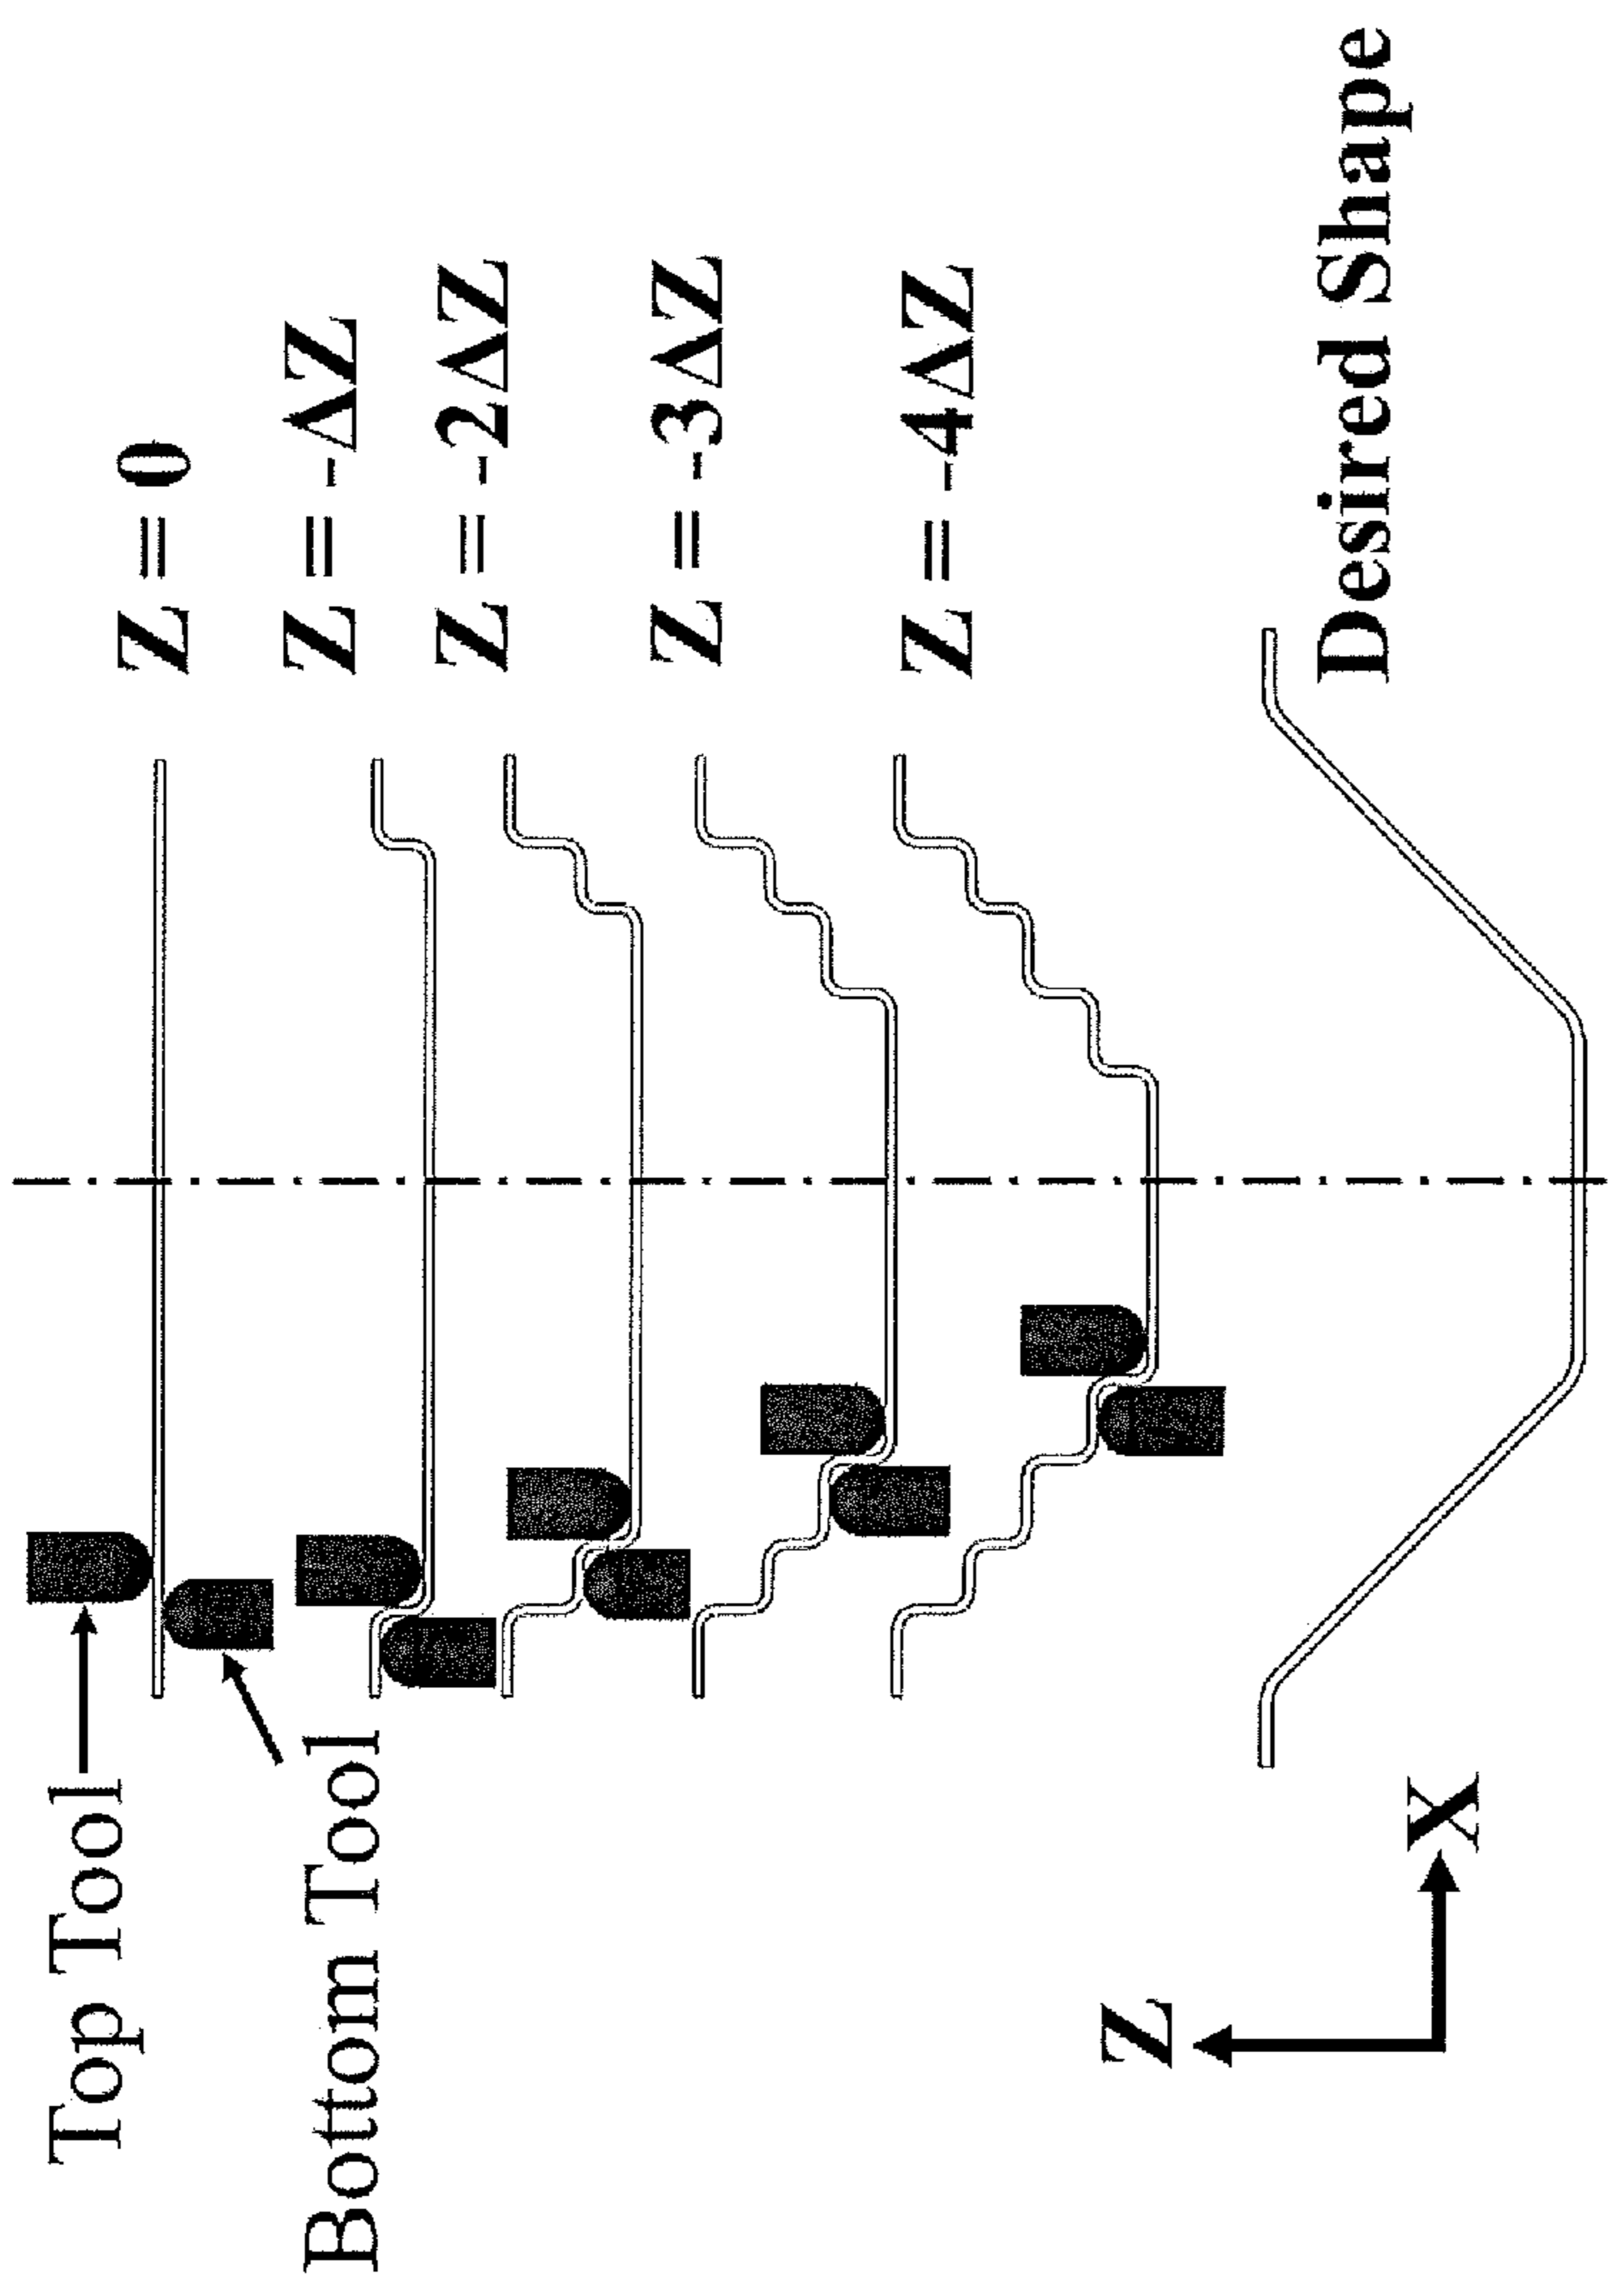 Top Tool
Bottom Tool
Z = 0
Z = -ΔZ
Z = -2ΔZ
Z = -3ΔZ
Z = -4ΔZ
Desired Shape
Z
X